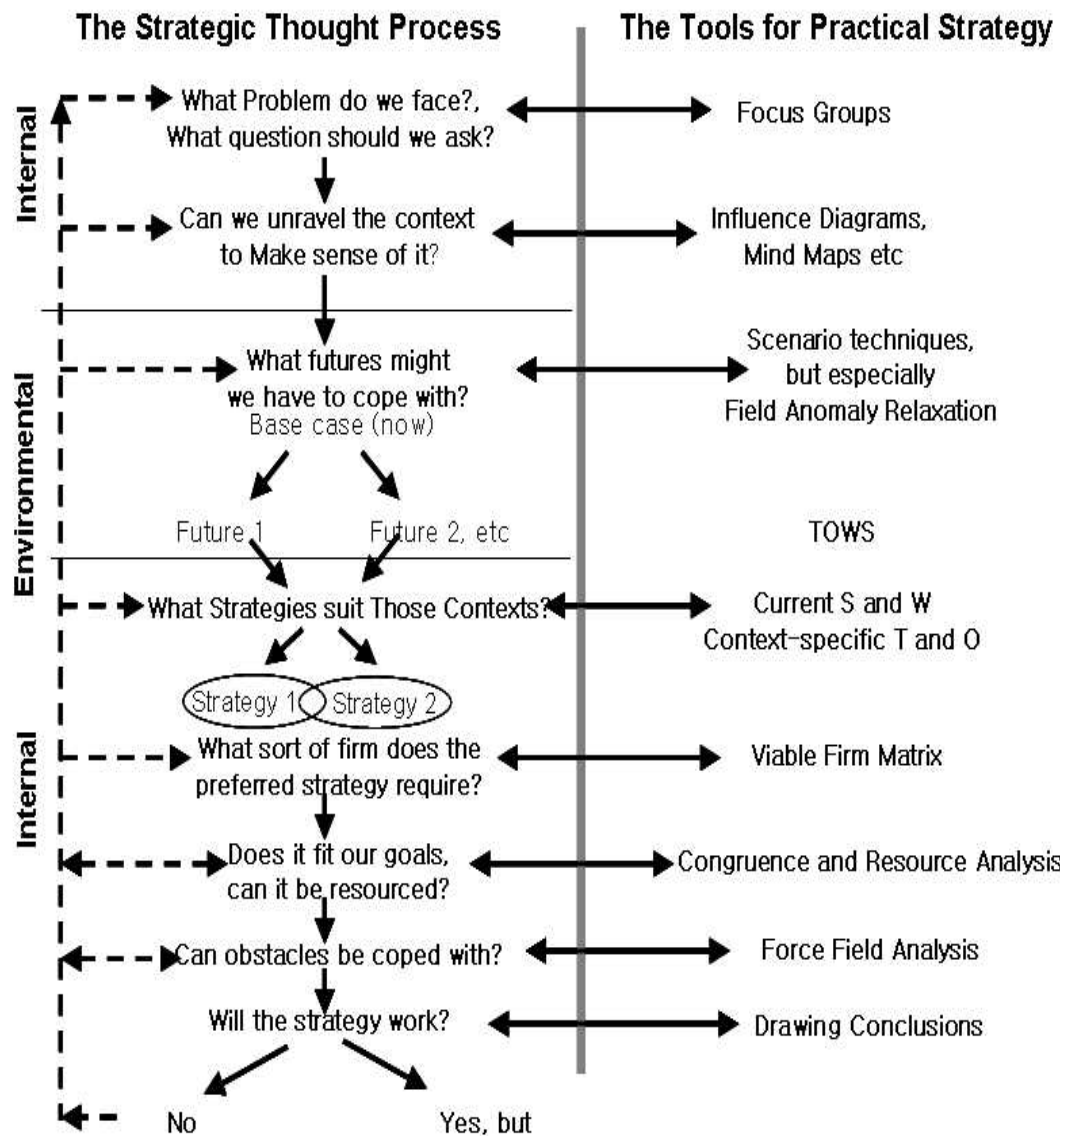 The Strategic Thought Process
The Tools for Practical Strategy
Internal
What Problem do we face?,
What question should we ask?
Focus Groups
Can we unravel the context
to Make sense of it?
Influence Diagrams,
Mind Maps etc
Environmental
What futures might
we have to cope with?
Base case (now)
Scenario techniques,
but especially
Field Anomaly Relaxation
Future 1
Future 2, etc
TOWS
What Strategies suit Those Contexts?
Current S and W
Context-specific T and O
Internal
Strategy 1
Strategy 2
What sort of firm does the
preferred strategy require?
Viable Firm Matrix
Does it fit our goals,
can it be resourced?
Congruence and Resource Analysis
Can obstacles be coped with?
Force Field Analysis
Will the strategy work?
Drawing Conclusions
No
Yes, but